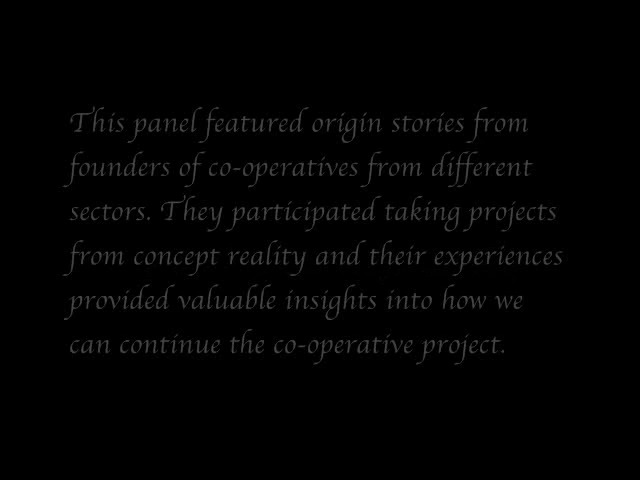 This panel featured origin stories from
founders of co-operatives from different
sectors. They participated taking projects
from concept reality and their experiences
provided valuable insights into how we
can continue the co-operative project.